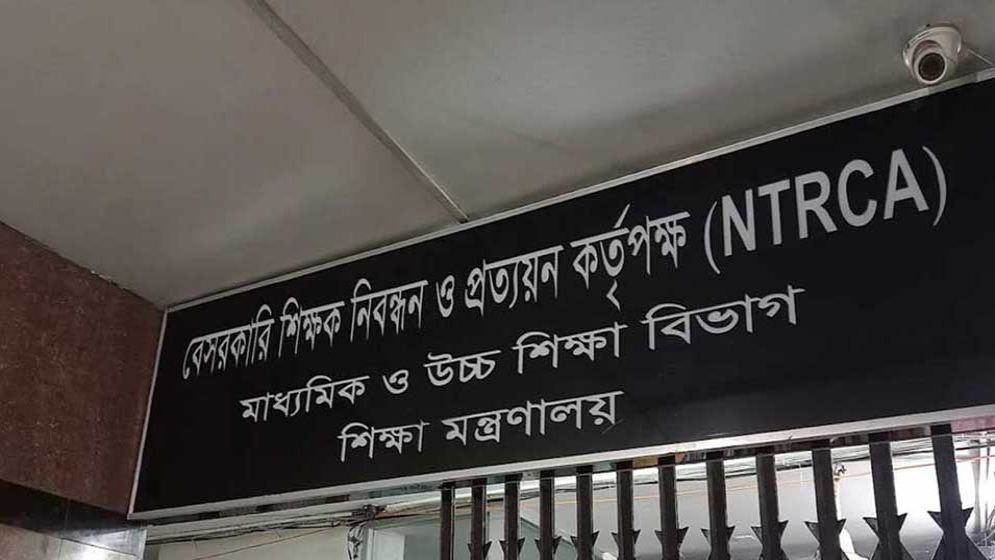 বেসরকারি শিক্ষক নিবন্ধন ও প্রত্যয়ন কর্তৃপক্ষ (NTRCA)
মাধ্যমিক ও উচ্চ শিক্ষা বিভাগ
শিক্ষা মন্ত্রণালয়